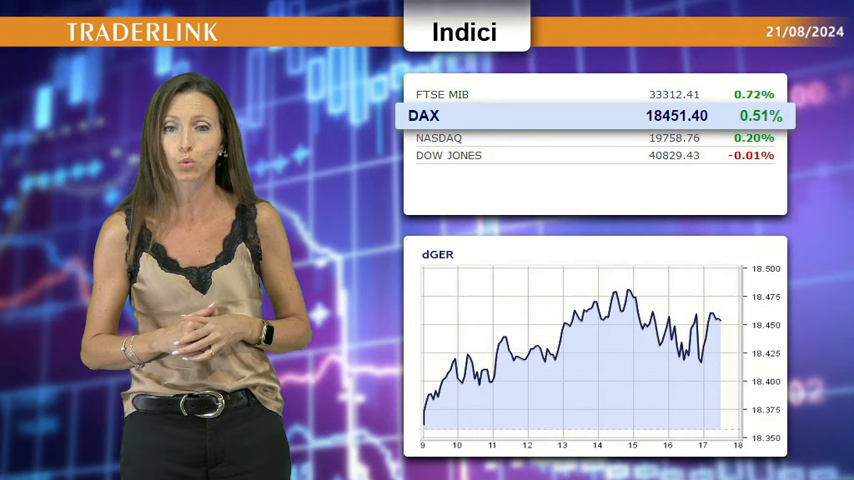 TRADERLINK
Indici
21/08/2024
FTSE MIB 33312.41 0.72%
DAX 18451.40 0.51%
NASDAQ 19758.76 0.20%
DOW JONES 40829.43 -0.01%
dGER
18.500
18.475
18.450
18.425
18.400
18.375
18.350
9 10 11 12 13 14 15 16 17 18